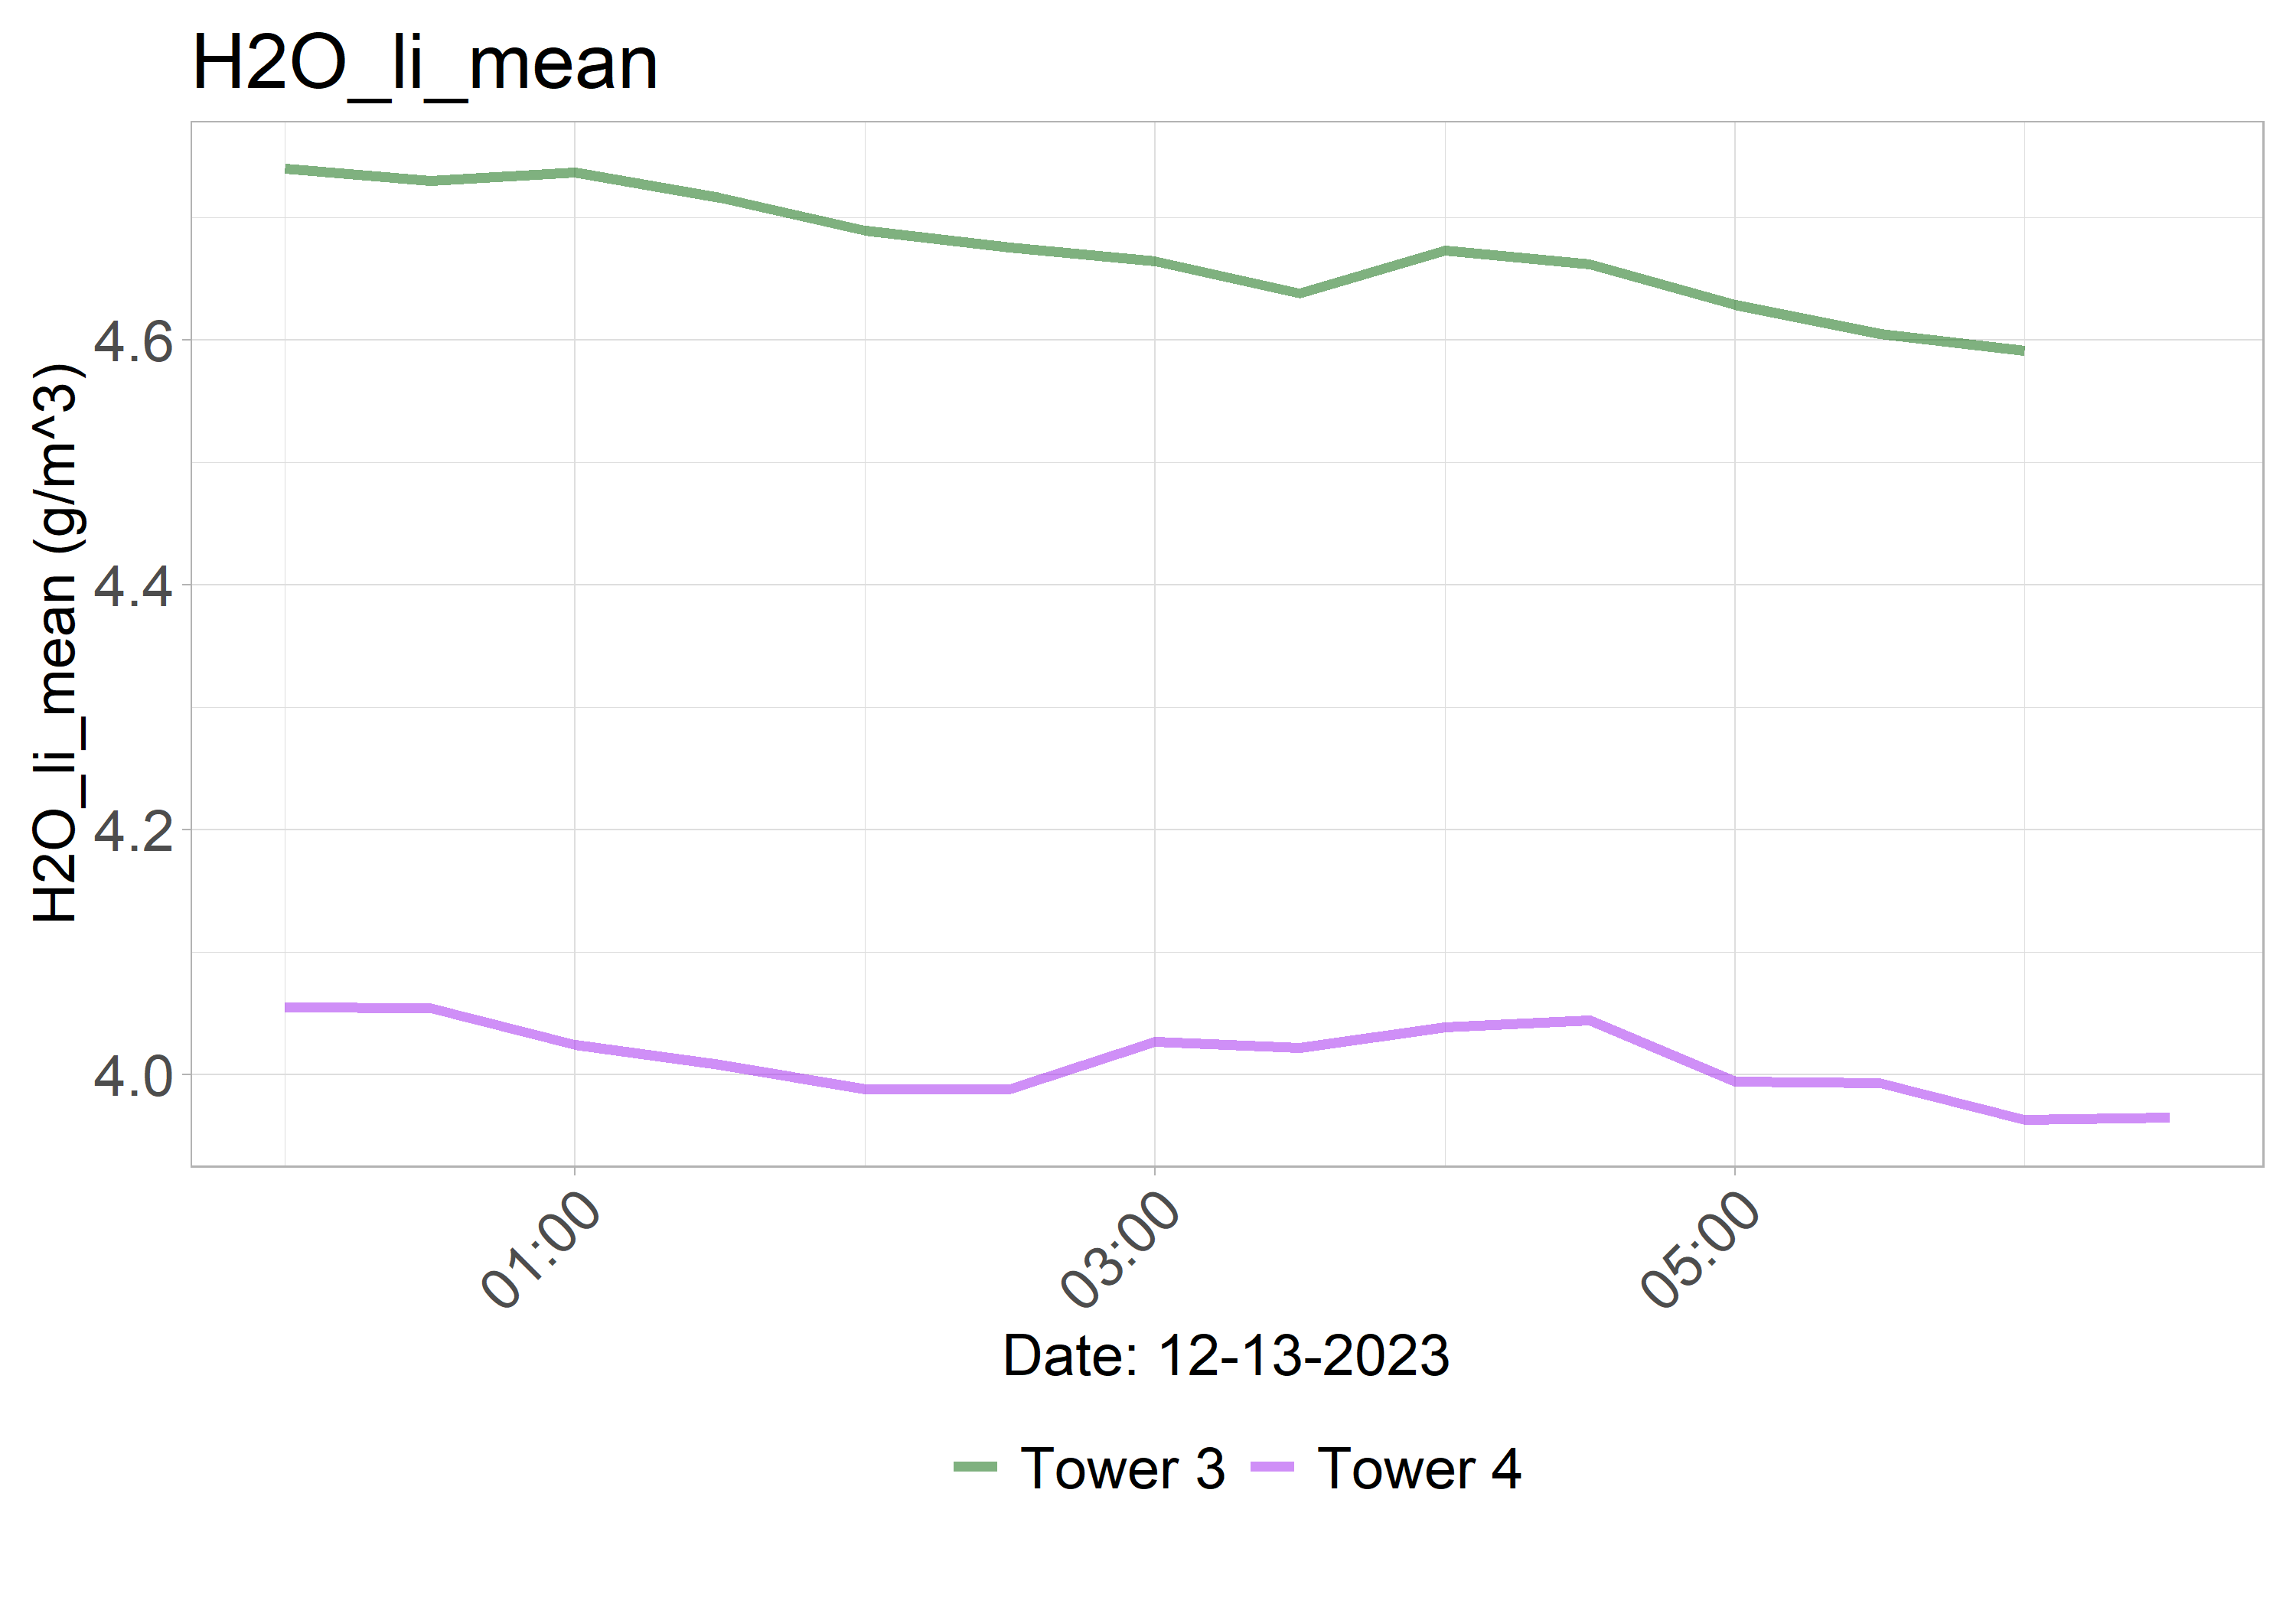 H2O_li_mean
H2O_li_mean (g/m^3)
4.6
4.4
4.2
4.0
01:00
03:00
05:00
Date: 12-13-2023
Tower 3
Tower 4